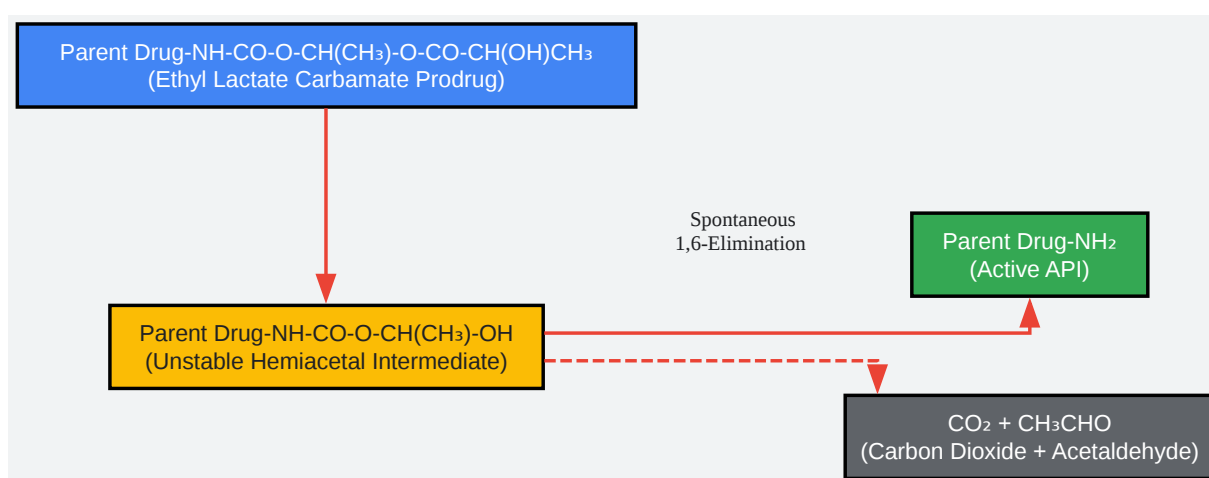 Parent Drug-NH-CO-O-CH(CH₃)-O-CO-CH(OH)CH₃
(Ethyl Lactate Carbamate Prodrug)
Spontaneous
1,6-Elimination
Parent Drug-NH₂
(Active API)
Parent Drug-NH-CO-O-CH(CH₃)-OH
(Unstable Hemiacetal Intermediate)
CO₂ + CH₃CHO
(Carbon Dioxide + Acetaldehyde)